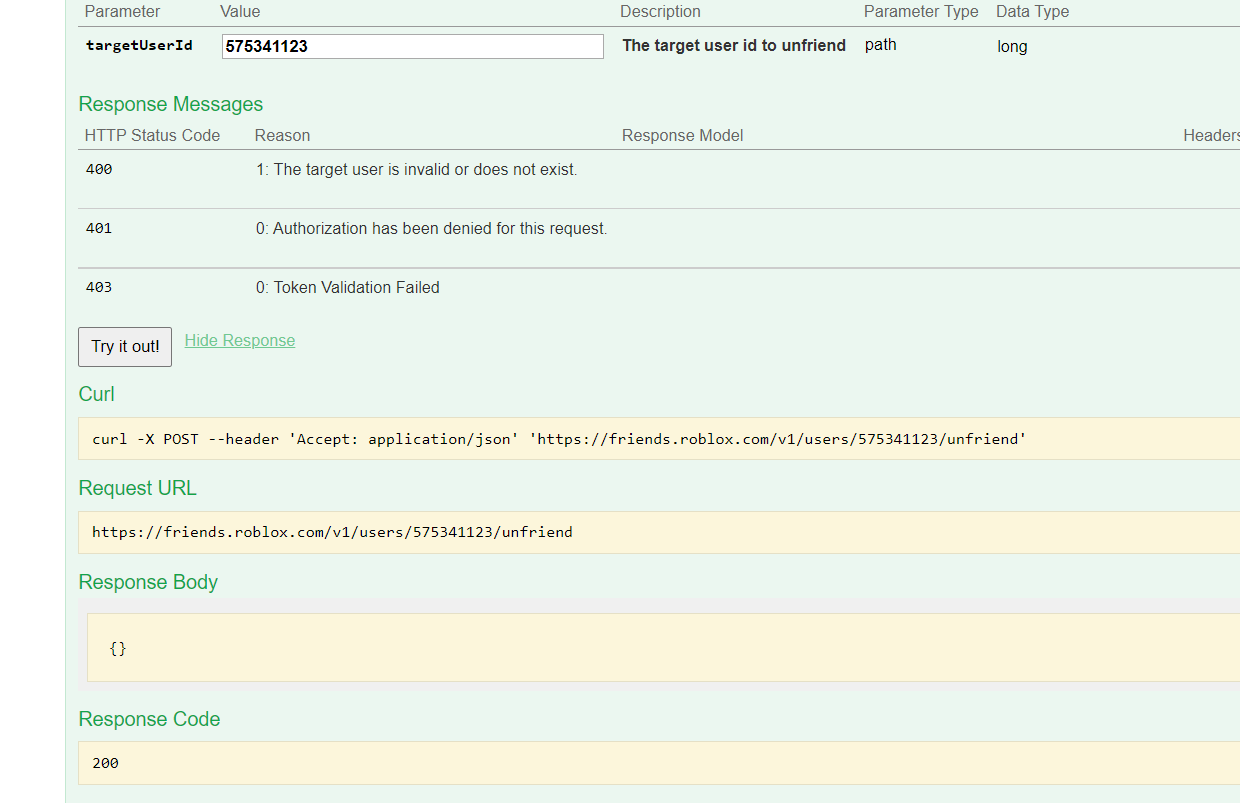 Parameter Value Description Parameter Type Data Type
targetUserId 575341123 The target user id to unfriend path long
Response Messages
HTTP Status Code Reason Response Model Headers
400 1: The target user is invalid or does not exist.
401 0: Authorization has been denied for this request.
403 0: Token Validation Failed
Try it out! Hide Response
Curl
curl -X POST --header 'Accept: application/json' 'https://friends.roblox.com/v1/users/575341123/unfriend'
Request URL
https://friends.roblox.com/v1/users/575341123/unfriend
Response Body
{}
Response Code
200